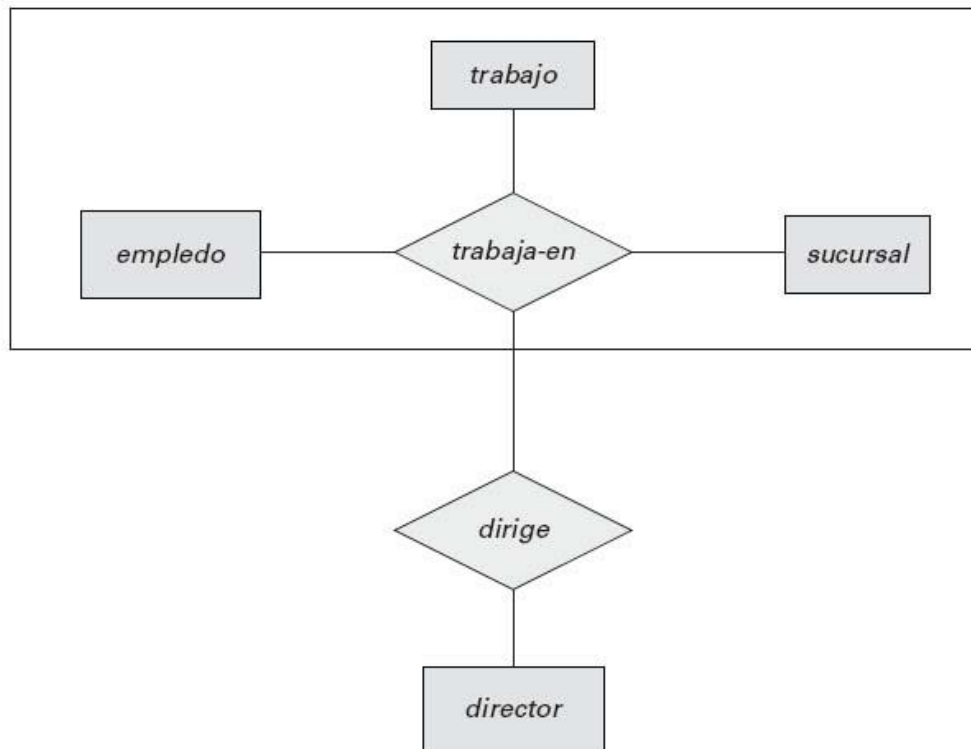 trabajo
empledo
trabaja-en
sucursal
dirige
director